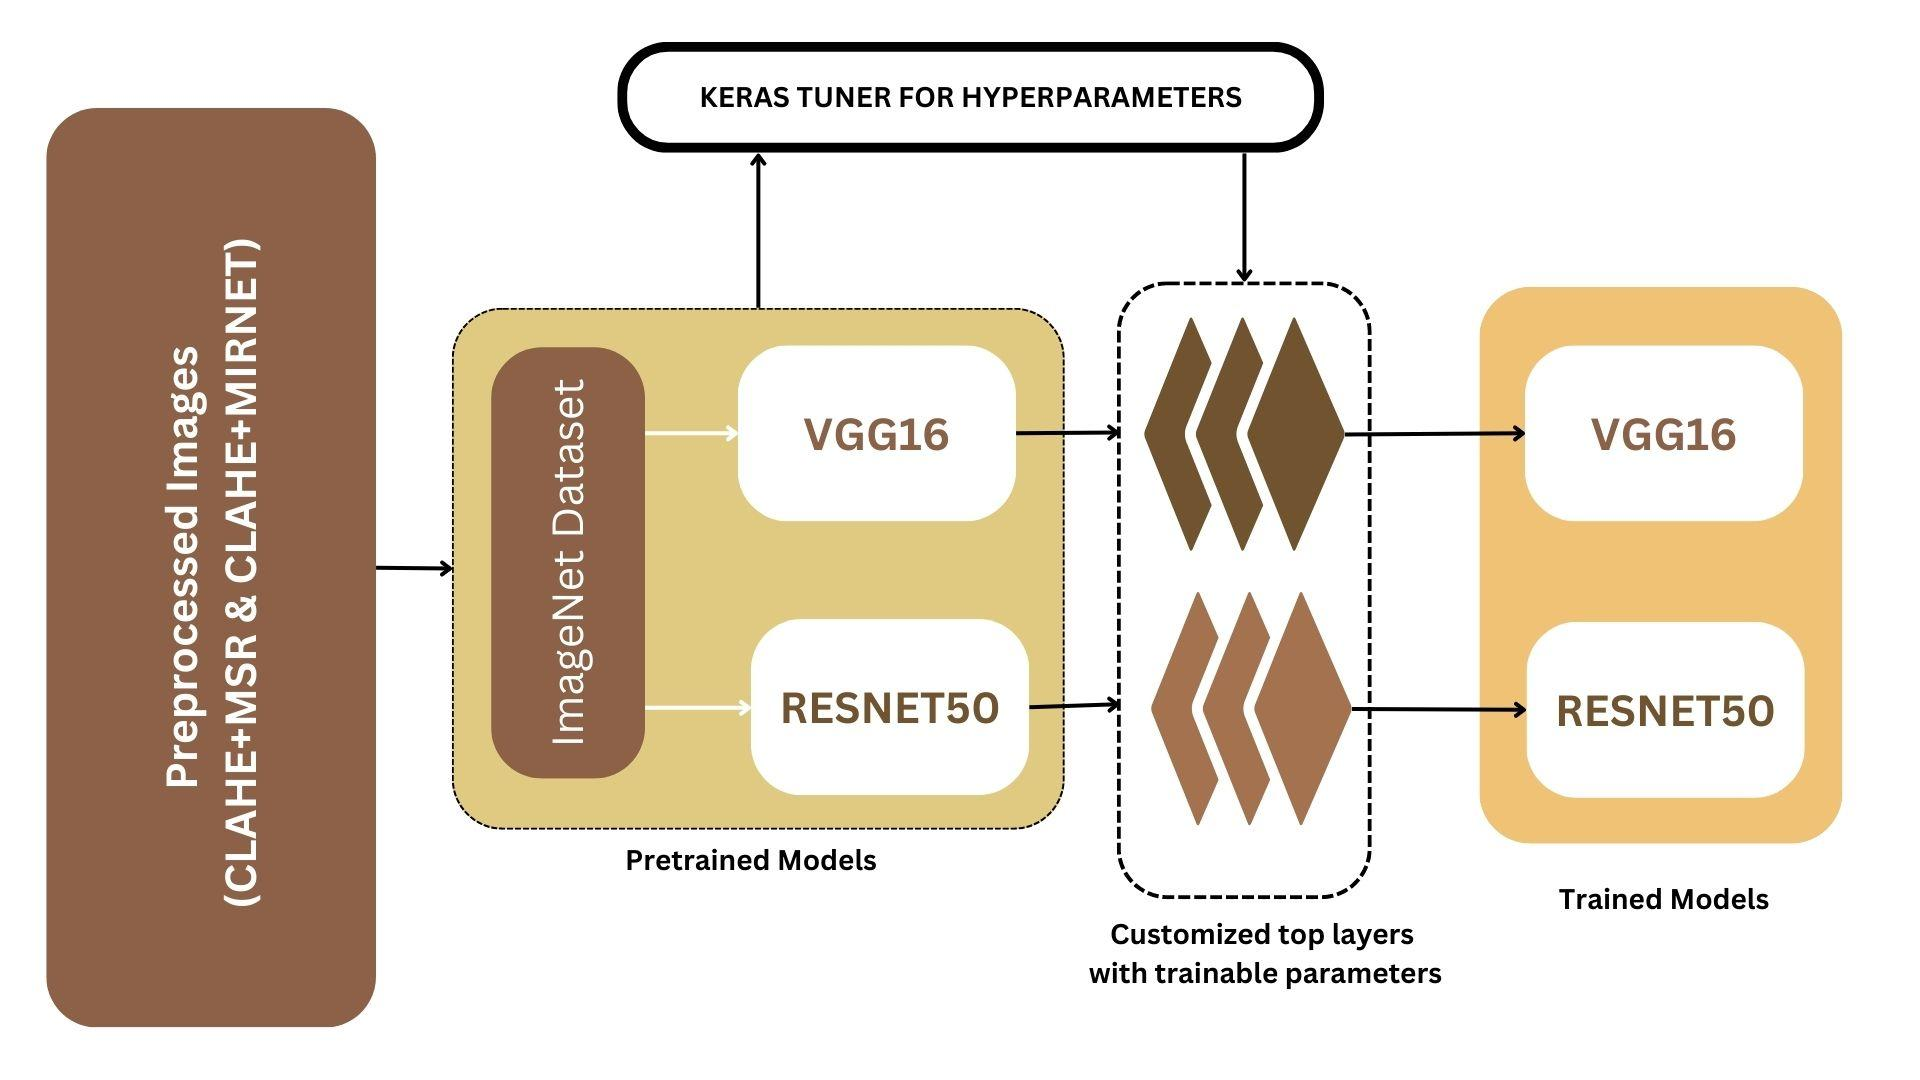 KERAS TUNER FOR HYPERPARAMETERS
Preprocessed Images
(CLAHE+MSR & CLAHE+MIRNET)
ImageNet Dataset
VGG16
RESNET50
Pretrained Models
Customized top layers
with trainable parameters
VGG16
RESNET50
Trained Models